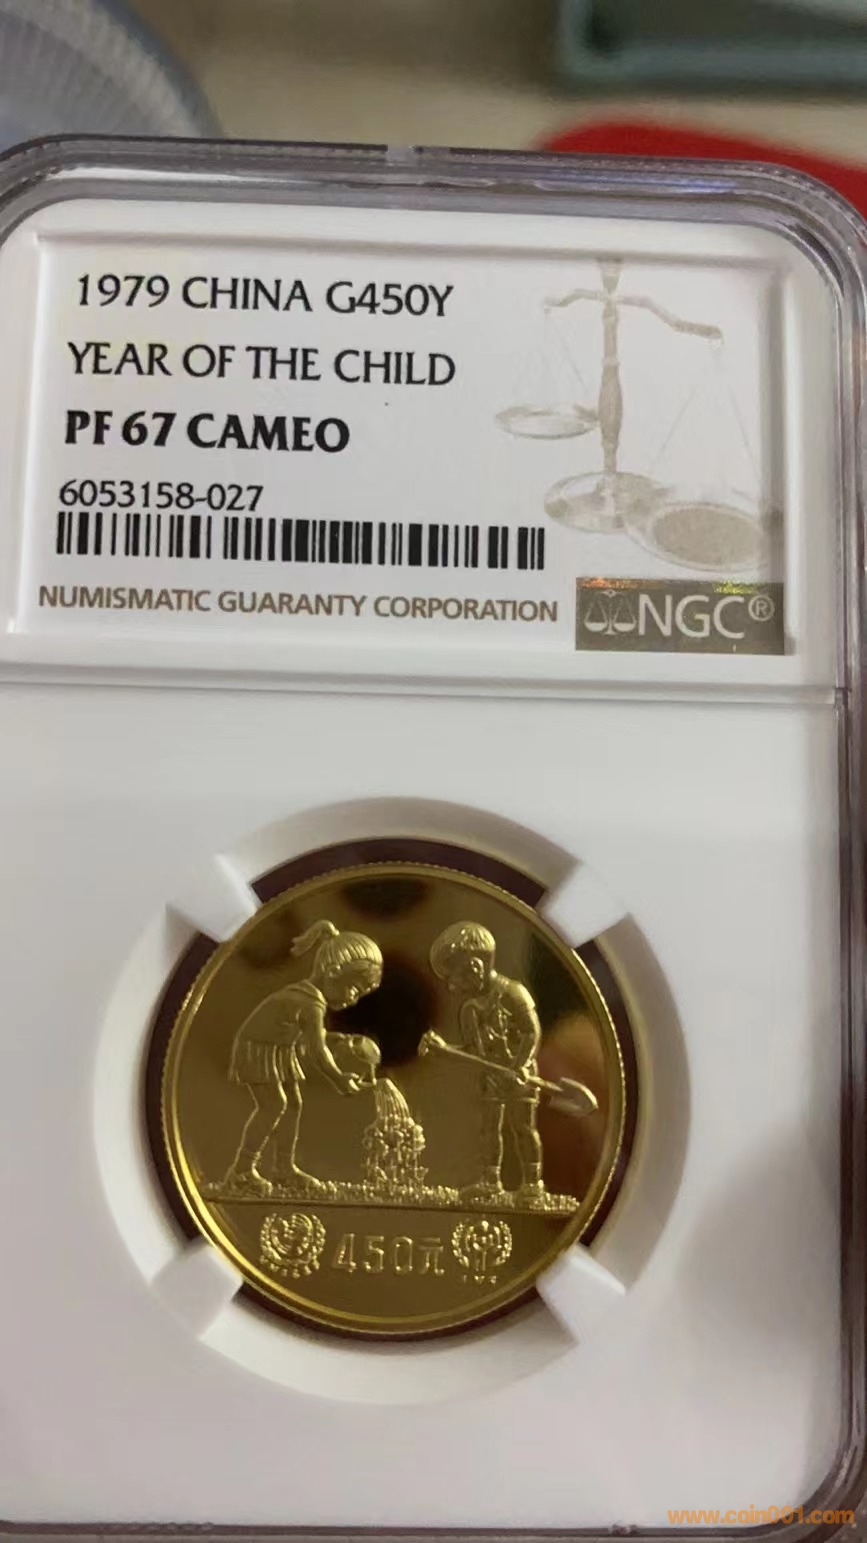 1979 CHINA G450Y
YEAR OF THE CHILD
PF 67 CAMEO
6053158-027
NUMISMATIC GUARANTY CORPORATION
NGC®
450元
www.coin001.com